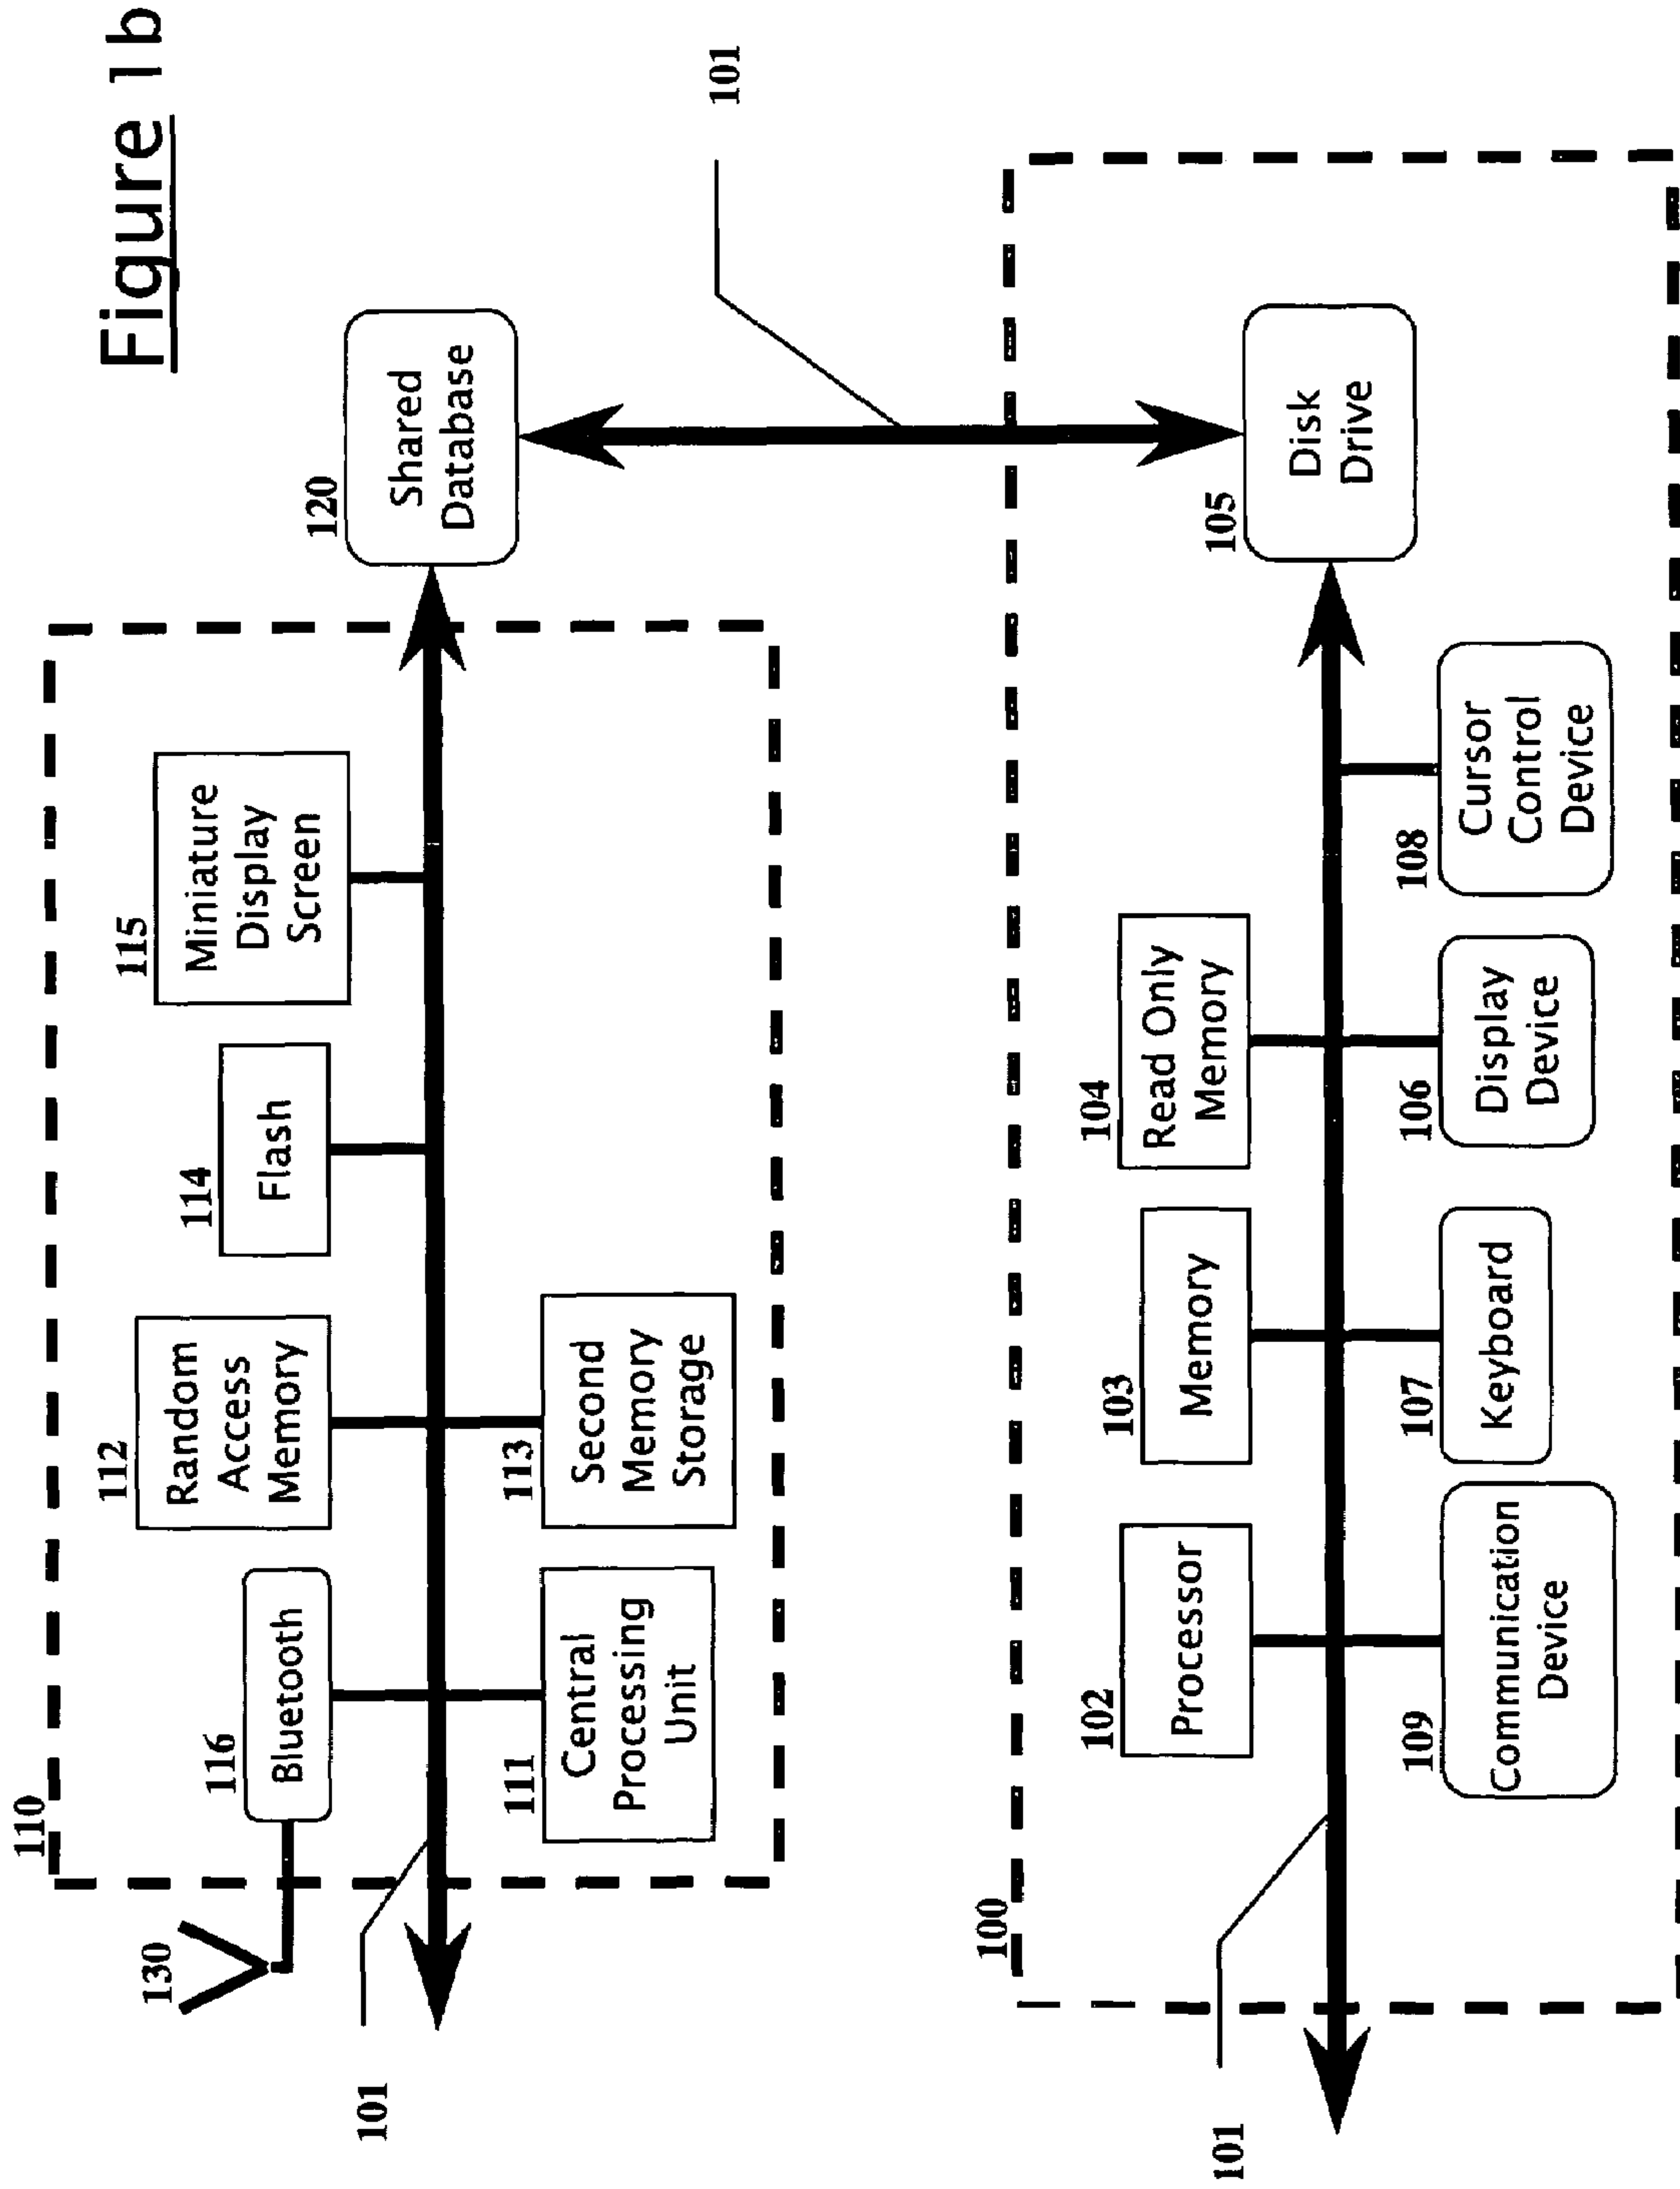 Figure 1b
110
130
116
Bluetooth
112
Random
Access
Memory
114
Flash
115
Miniature
Display
Screen
120
Shared
Database
101
111
Central
Processing
Unit
113
Second
Memory
Storage
101
100
102
Processor
103
Memory
104
Read Only
Memory
105
Disk
Drive
101
109
Communication
Device
107
Keyboard
106
Display
Device
108
Cursor
Control
Device